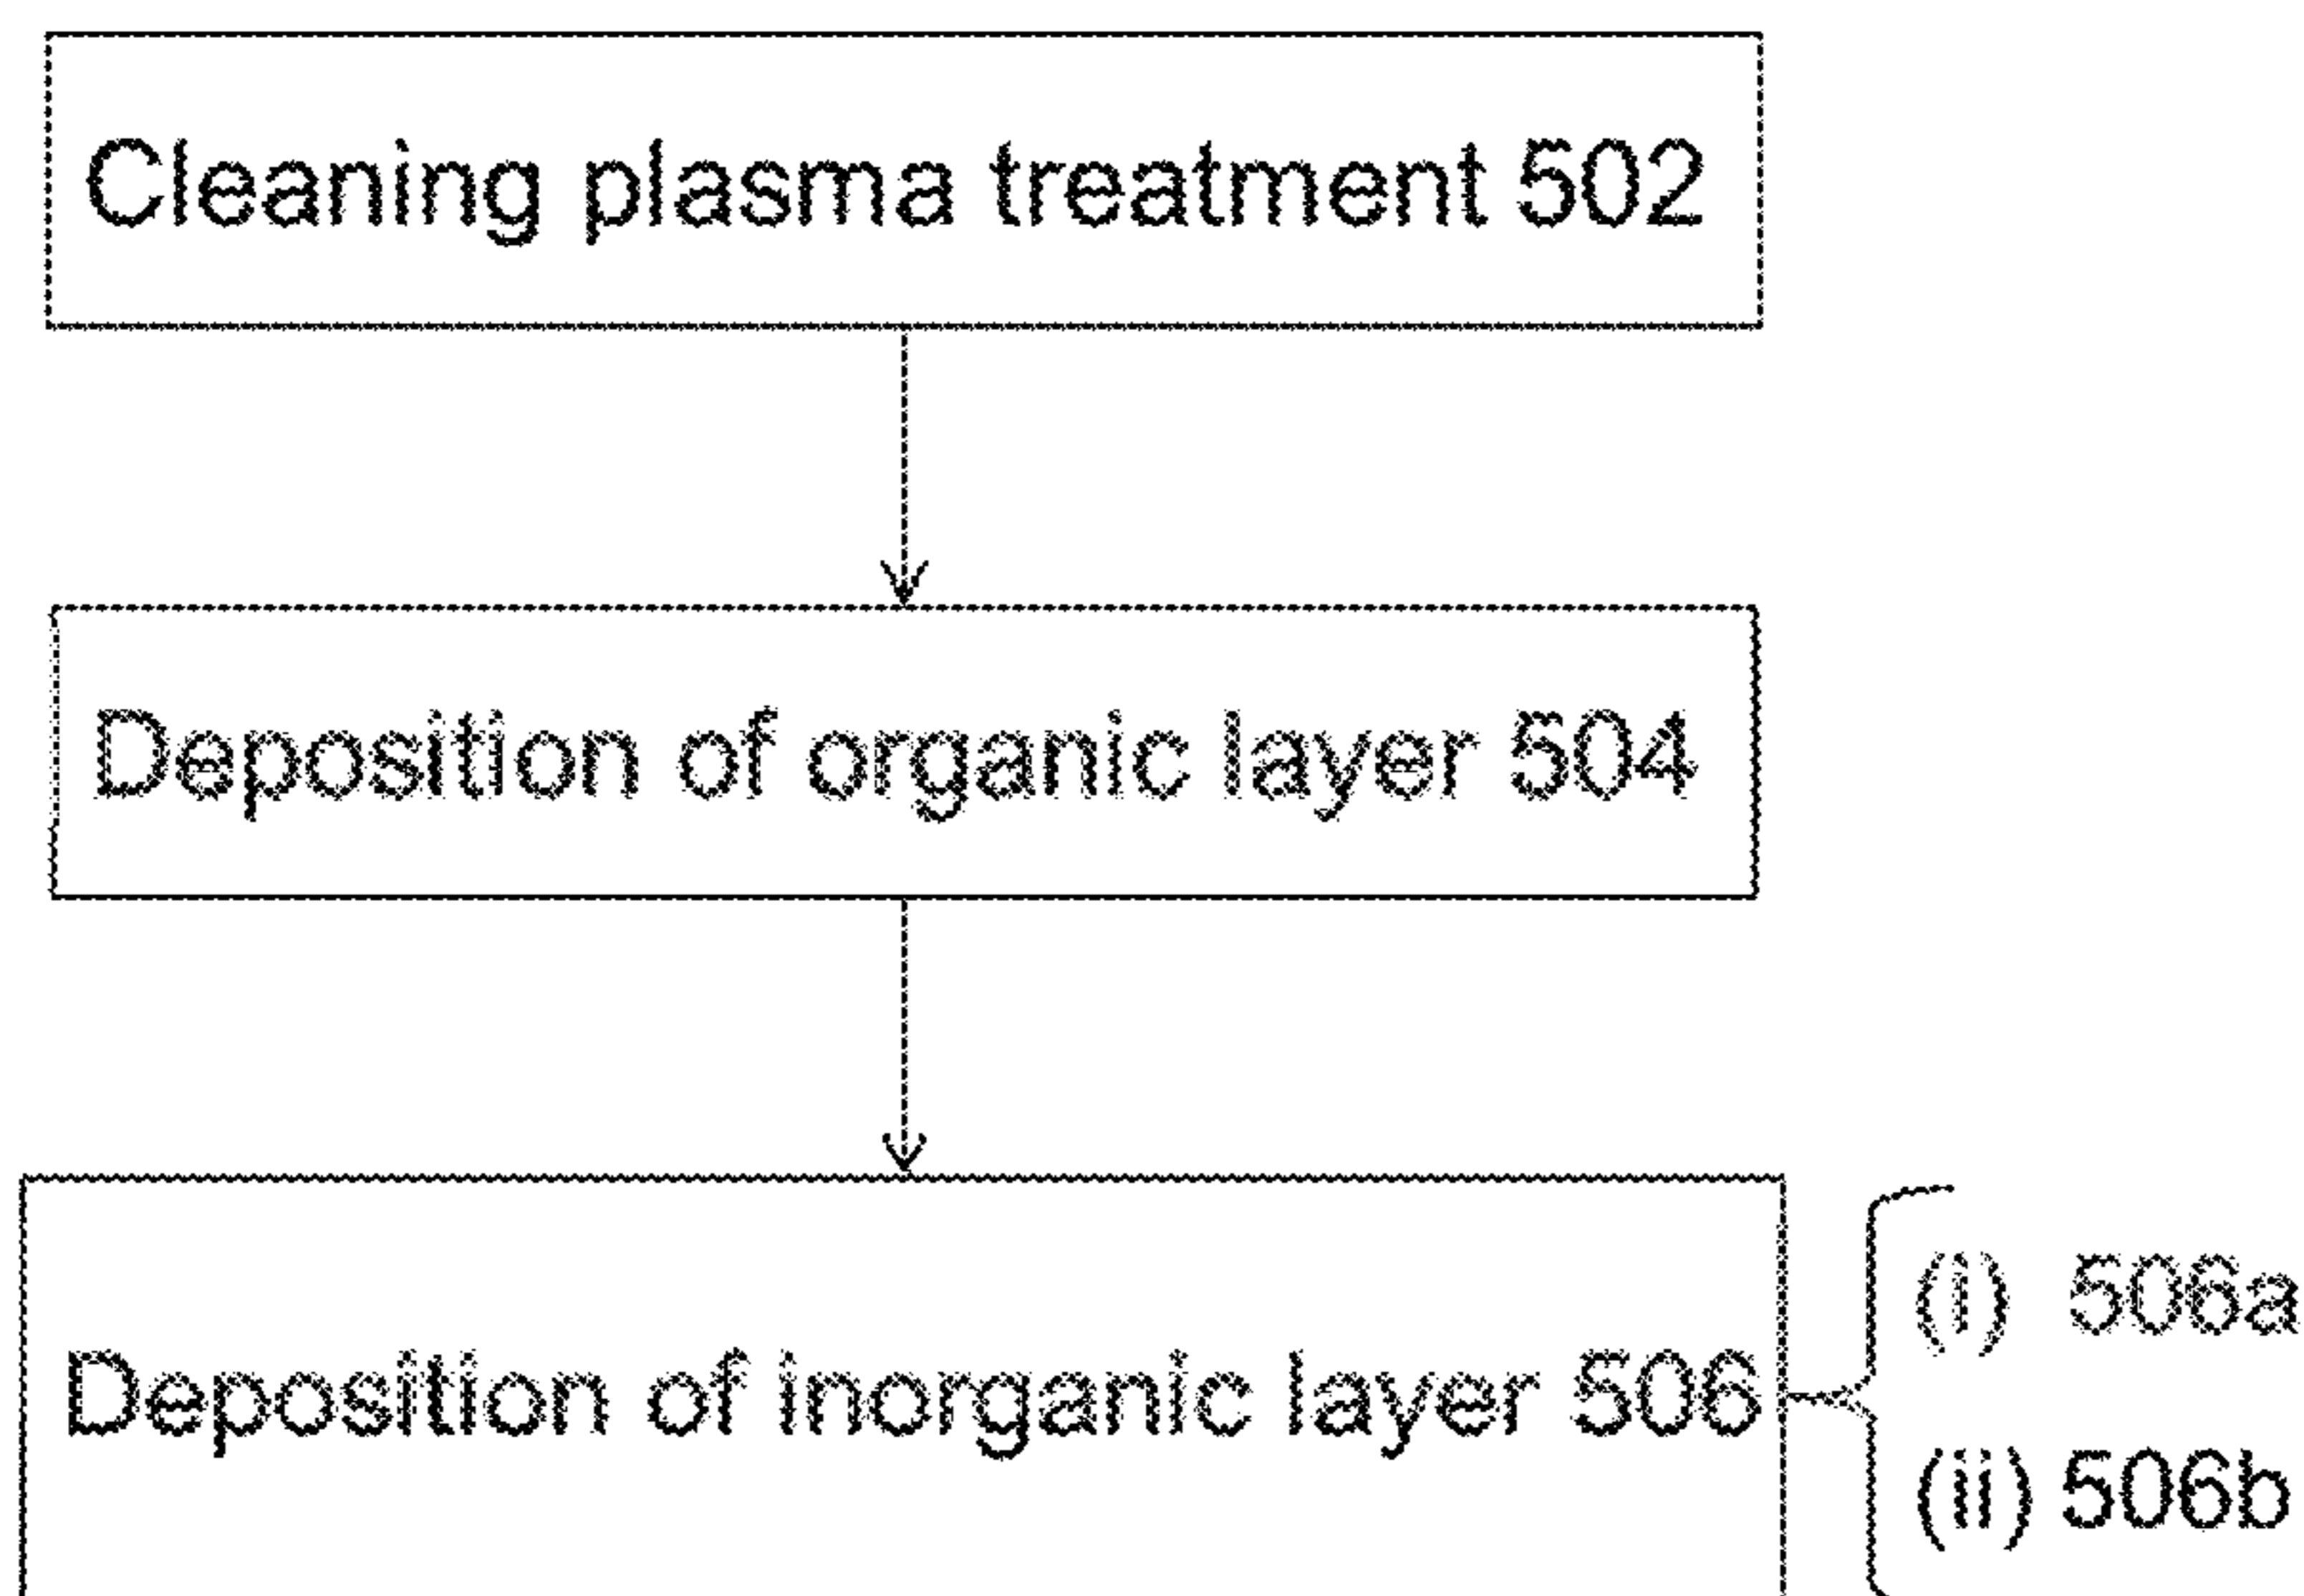 Cleaning plasma treatment 502
Deposition of organic layer 504
Deposition of inorganic layer 506
(i) 506a
(ii) 506b